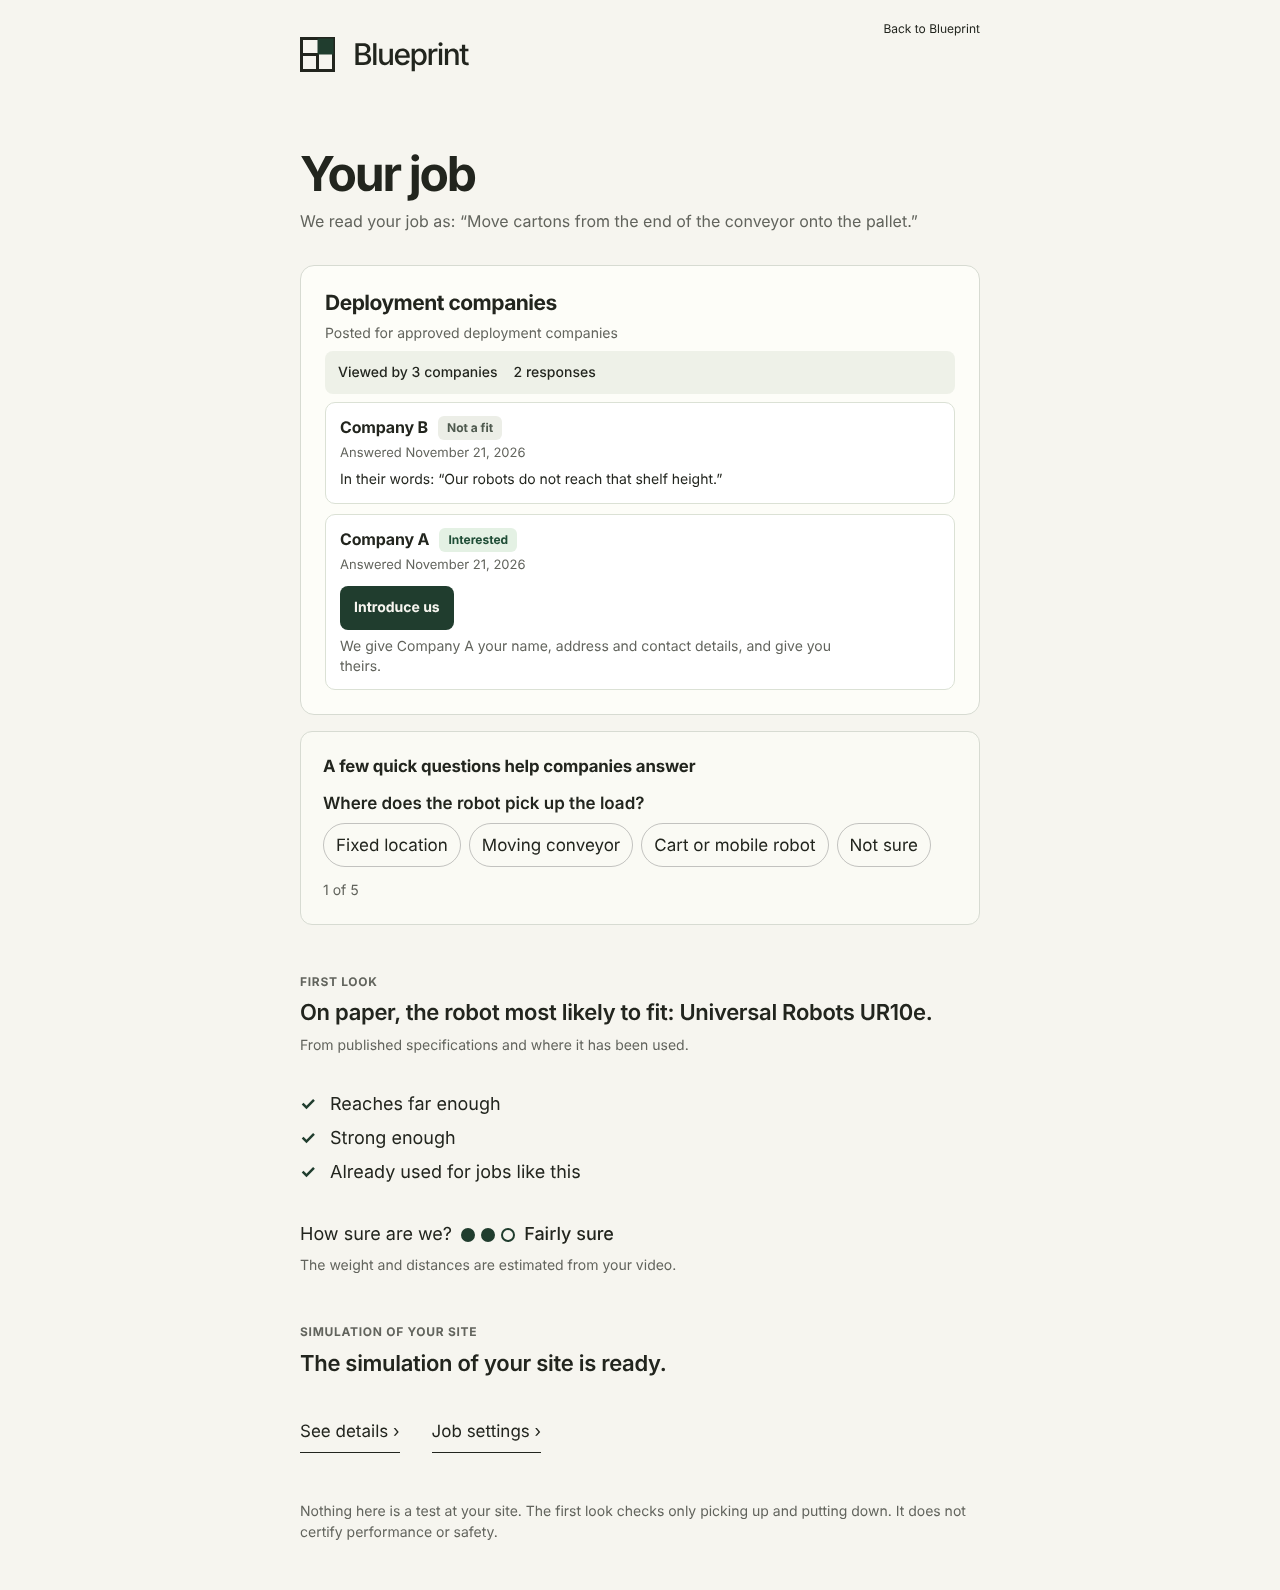 Back to Blueprint
Blueprint
Your job
We read your job as: “Move cartons from the end of the conveyor onto the pallet.”
Deployment companies
Posted for approved deployment companies
Viewed by 3 companies 2 responses
Company B Not a fit
Answered November 21, 2026
In their words: “Our robots do not reach that shelf height.”
Company A Interested
Answered November 21, 2026
Introduce us
We give Company A your name, address and contact details, and give you
theirs.
A few quick questions help companies answer
Where does the robot pick up the load?
Fixed location Moving conveyor Cart or mobile robot Not sure
1 of 5
FIRST LOOK
On paper, the robot most likely to fit: Universal Robots UR10e.
From published specifications and where it has been used.
✓ Reaches far enough
✓ Strong enough
✓ Already used for jobs like this
How sure are we? Fairly sure
The weight and distances are estimated from your video.
SIMULATION OF YOUR SITE
The simulation of your site is ready.
See details › Job settings ›
Nothing here is a test at your site. The first look checks only picking up and putting down. It does not
certify performance or safety.